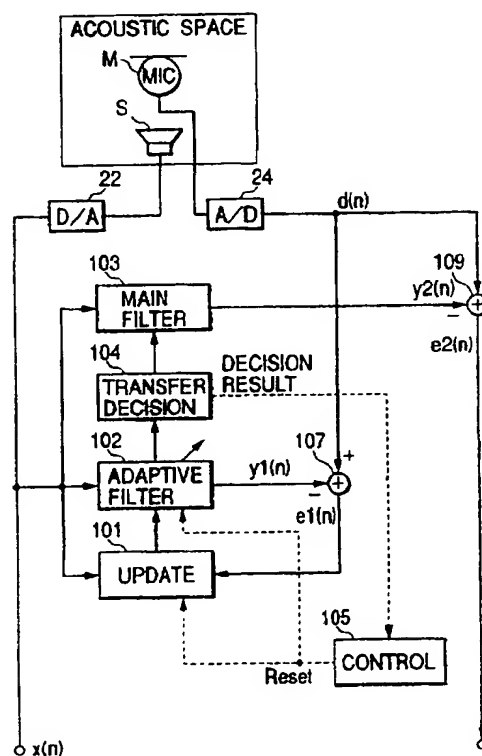 ACOUSTIC SPACE
M
MIC
S
22
D/A
24
A/D
d(n)
103
MAIN
FILTER
y2(n)
109
+
−
e2(n)
104
TRANSFER
DECISION
DECISION
RESULT
102
ADAPTIVE
FILTER
y1(n)
107
+
+
−
e1(n)
101
UPDATE
105
CONTROL
Reset
x(n)